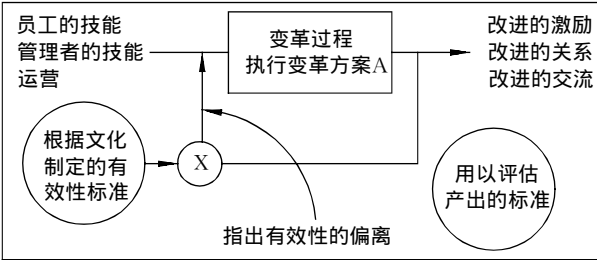 员工的技能
管理者的技能
运营
变革过程
执行变革方案A
改进的激励
改进的关系
改进的交流
根据文化
制定的有
效性标准
X
用以评估
产出的标准
指出有效性的偏离